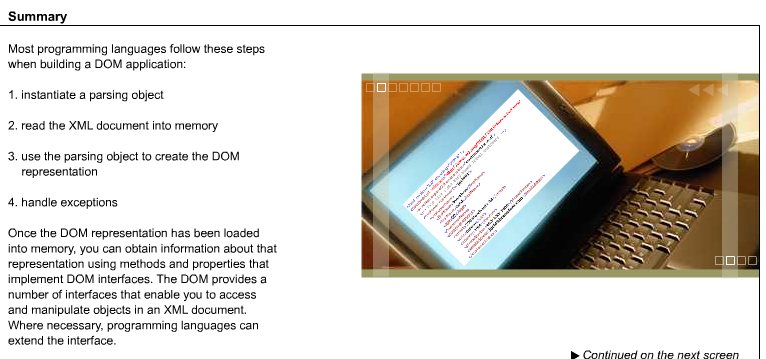 Summary
Most programming languages follow these steps
when building a DOM application:
1. instantiate a parsing object
2. read the XML document into memory
3. use the parsing object to create the DOM
representation
4. handle exceptions
Once the DOM representation has been loaded
into memory, you can obtain information about that
representation using methods and properties that
implement DOM interfaces. The DOM provides a
number of interfaces that enable you to access
and manipulate objects in an XML document.
Where necessary, programming languages can
extend the interface.
▶ Continued on the next screen